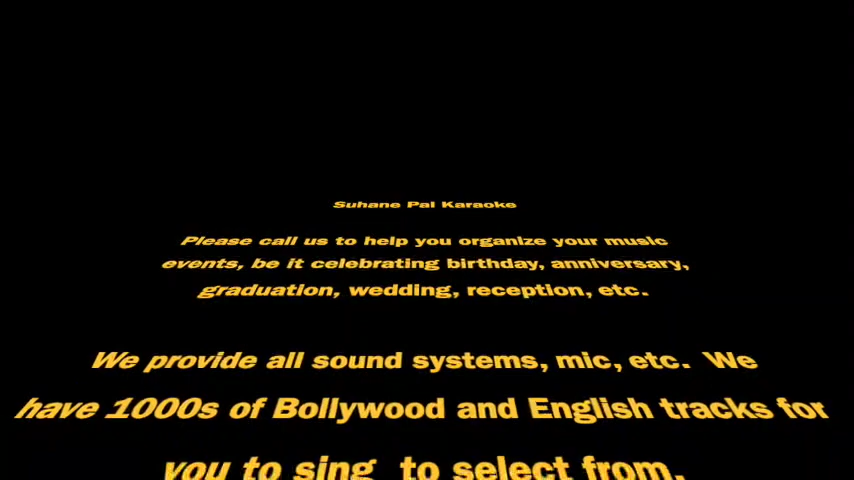 Suhane Pal Karaoke
Please call us to help you organize your music
events, be it celebrating birthday, anniversary,
graduation, wedding, reception, etc.
We provide all sound systems, mic, etc. We
have 1000s of Bollywood and English tracks for
you to sing to select from.